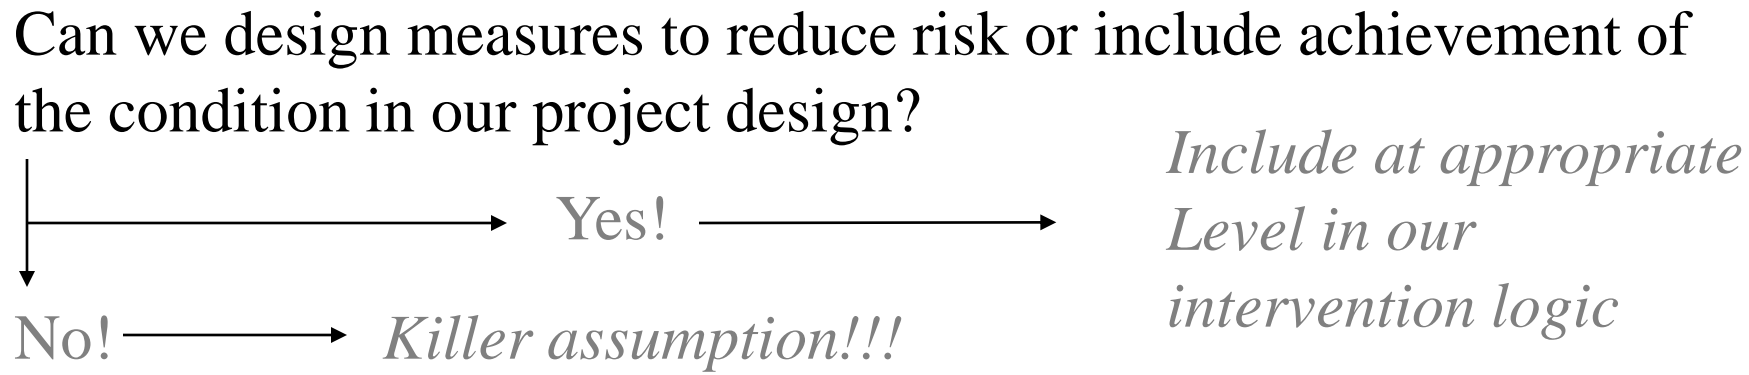 Can we design measures to reduce risk or include achievement of
the condition in our project design?
Yes!
Include at appropriate
Level in our
intervention logic
No!
Killer assumption!!!